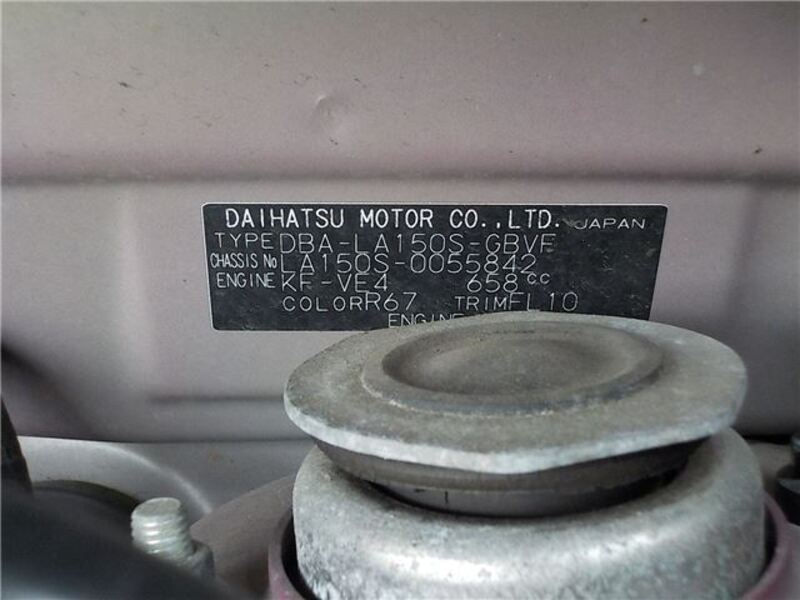 DAIHATSU MOTOR CO.,LTD. JAPAN
TYPE DBA-LA150S-GBVF
CHASSIS No LA150S-0055842
ENGINE KF-VE4 658cc
COLOR R67 TRIM FL10
ENGINE